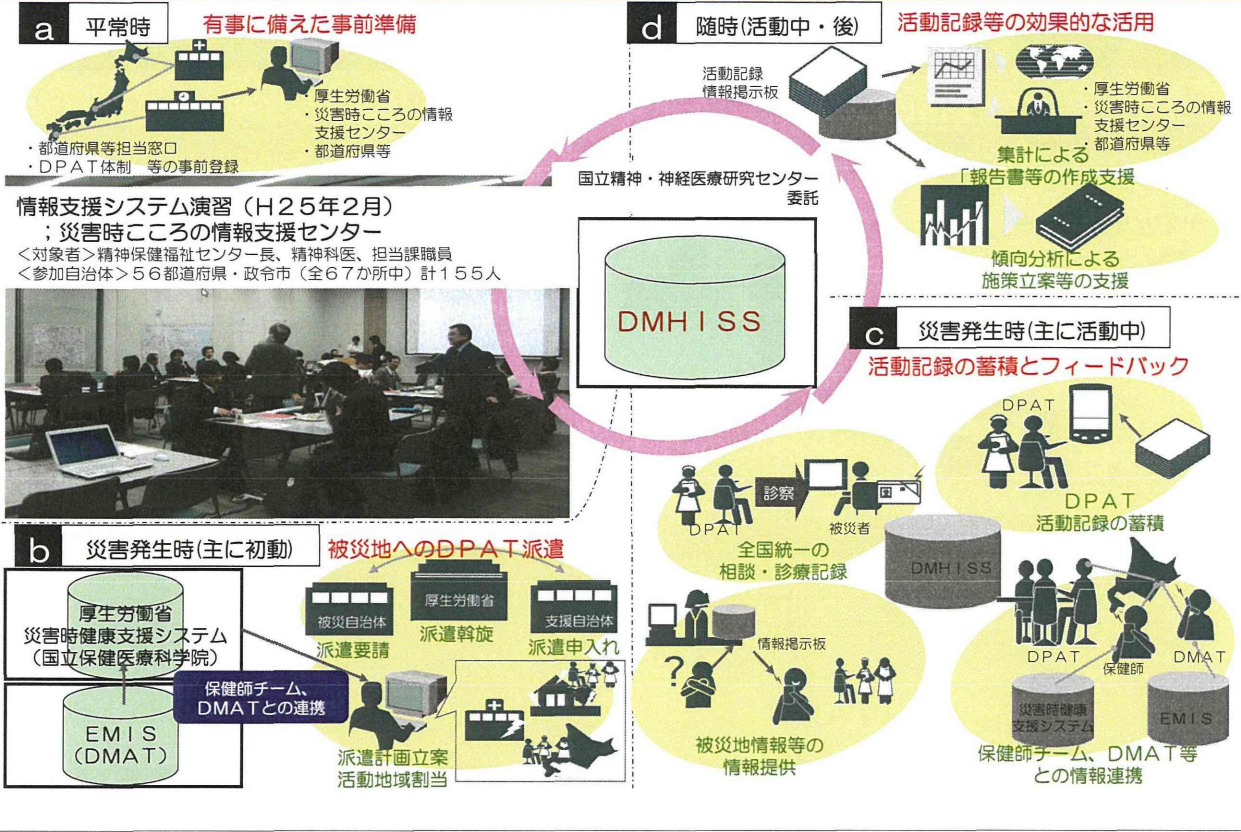 a 平常時 有事に備えた事前準備
・厚生労働省
・災害時こころの情報
支援センター
・都道府県等
・都道府県等担当窓口
・DPAT体制 等の事前登録
情報支援システム演習(H25年2月)
;災害時こころの情報支援センター
<対象者>精神保健福祉センター長、精神科医、担当課職員
<参加自治体>56都道府県・政令市(全67か所中)計155人
b 災害発生時(主に初動) 被災地へのDPAT派遣
厚生労働省
災害時健康支援システム
(国立保健医療科学院)
EMIS
(DMAT)
保健師チーム、
DMATとの連携
被災自治体
派遣要請
厚生労働省
派遣斡旋
支援自治体
派遣申入れ
派遣計画立案
活動地域割当
国立精神・神経医療研究センター
委託
DMHISS
d 随時(活動中・後) 活動記録等の効果的な活用
活動記録
情報掲示板
・厚生労働省
・災害時こころの情報
支援センター
・都道府県等
集計による
「報告書等の作成支援
傾向分析による
施策立案等の支援
c 災害発生時(主に活動中)
活動記録の蓄積とフィードバック
DPAT
診察
被災者
全国統一の
相談・診療記録
DPAT
DPAT
活動記録の蓄積
DMHISS
?
情報掲示板
被災地情報等の
情報提供
DPAT
保健師
DMAT
災害時健康
支援システム
EMIS
保健師チーム、DMAT等
との情報連携